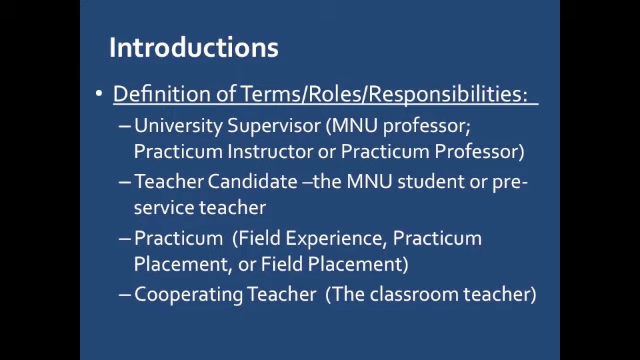 Introductions
• Definition of Terms/Roles/Responsibilities:
–University Supervisor (MNU professor;
Practicum Instructor or Practicum Professor)
–Teacher Candidate –the MNU student or pre-
service teacher
–Practicum (Field Experience, Practicum
Placement, or Field Placement)
–Cooperating Teacher (The classroom teacher)